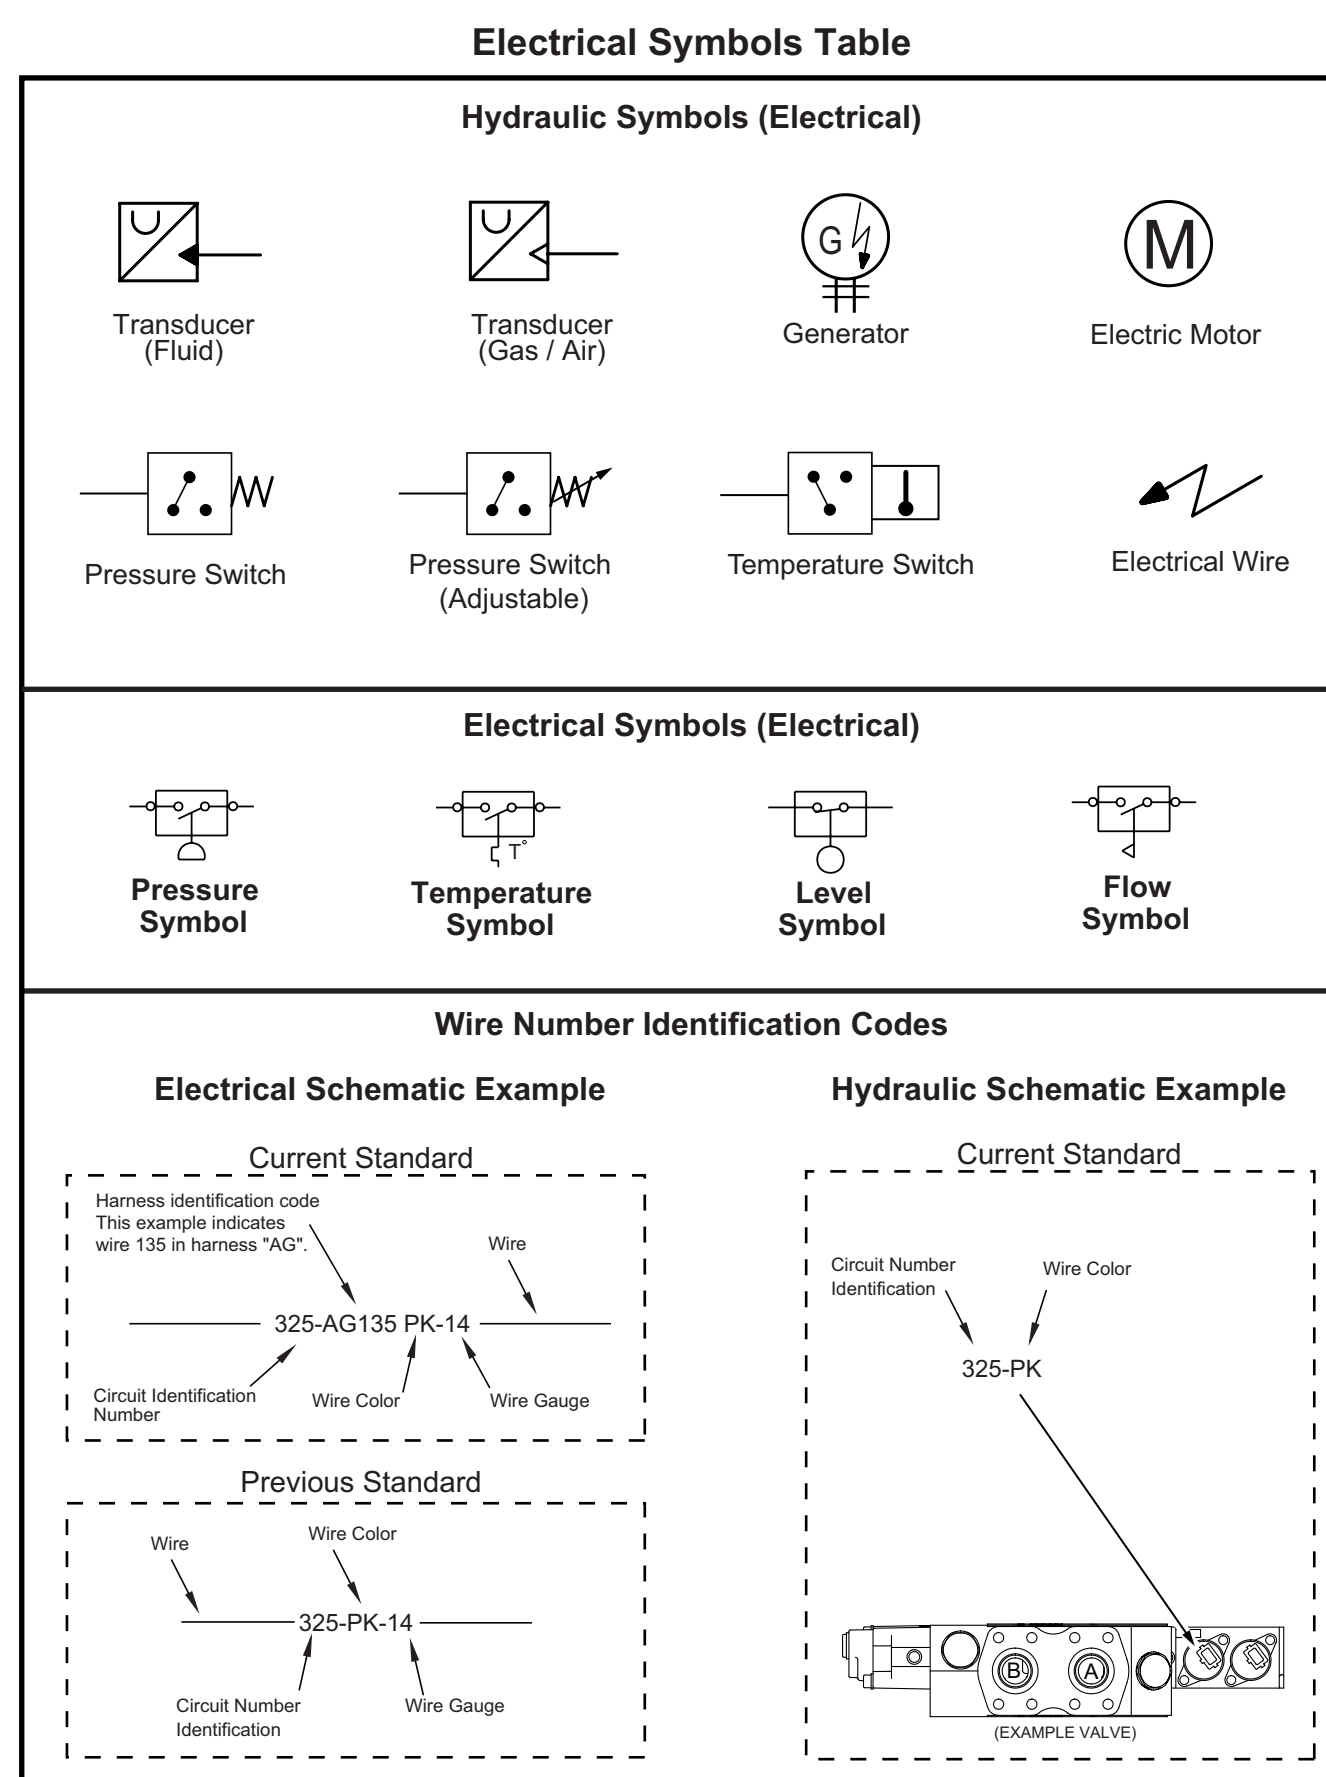 Electrical Symbols Table
Hydraulic Symbols (Electrical)
U
U
G
M
Transducer
(Fluid)
Transducer
(Gas / Air)
Generator
Electric Motor
Pressure Switch
Pressure Switch
(Adjustable)
Temperature Switch
Electrical Wire
Electrical Symbols (Electrical)
T°
Pressure
Symbol
Temperature
Symbol
Level
Symbol
Flow
Symbol
Wire Number Identification Codes
Electrical Schematic Example
Current Standard
Harness identification code
This example indicates
wire 135 in harness "AG".
Wire
325-AG135 PK-14
Circuit Identification
Number
Wire Color
Wire Gauge
Previous Standard
Wire
Wire Color
325-PK-14
Circuit Number
Identification
Wire Gauge
Hydraulic Schematic Example
Current Standard
Circuit Number
Identification
Wire Color
325-PK
B
A
(EXAMPLE VALVE)